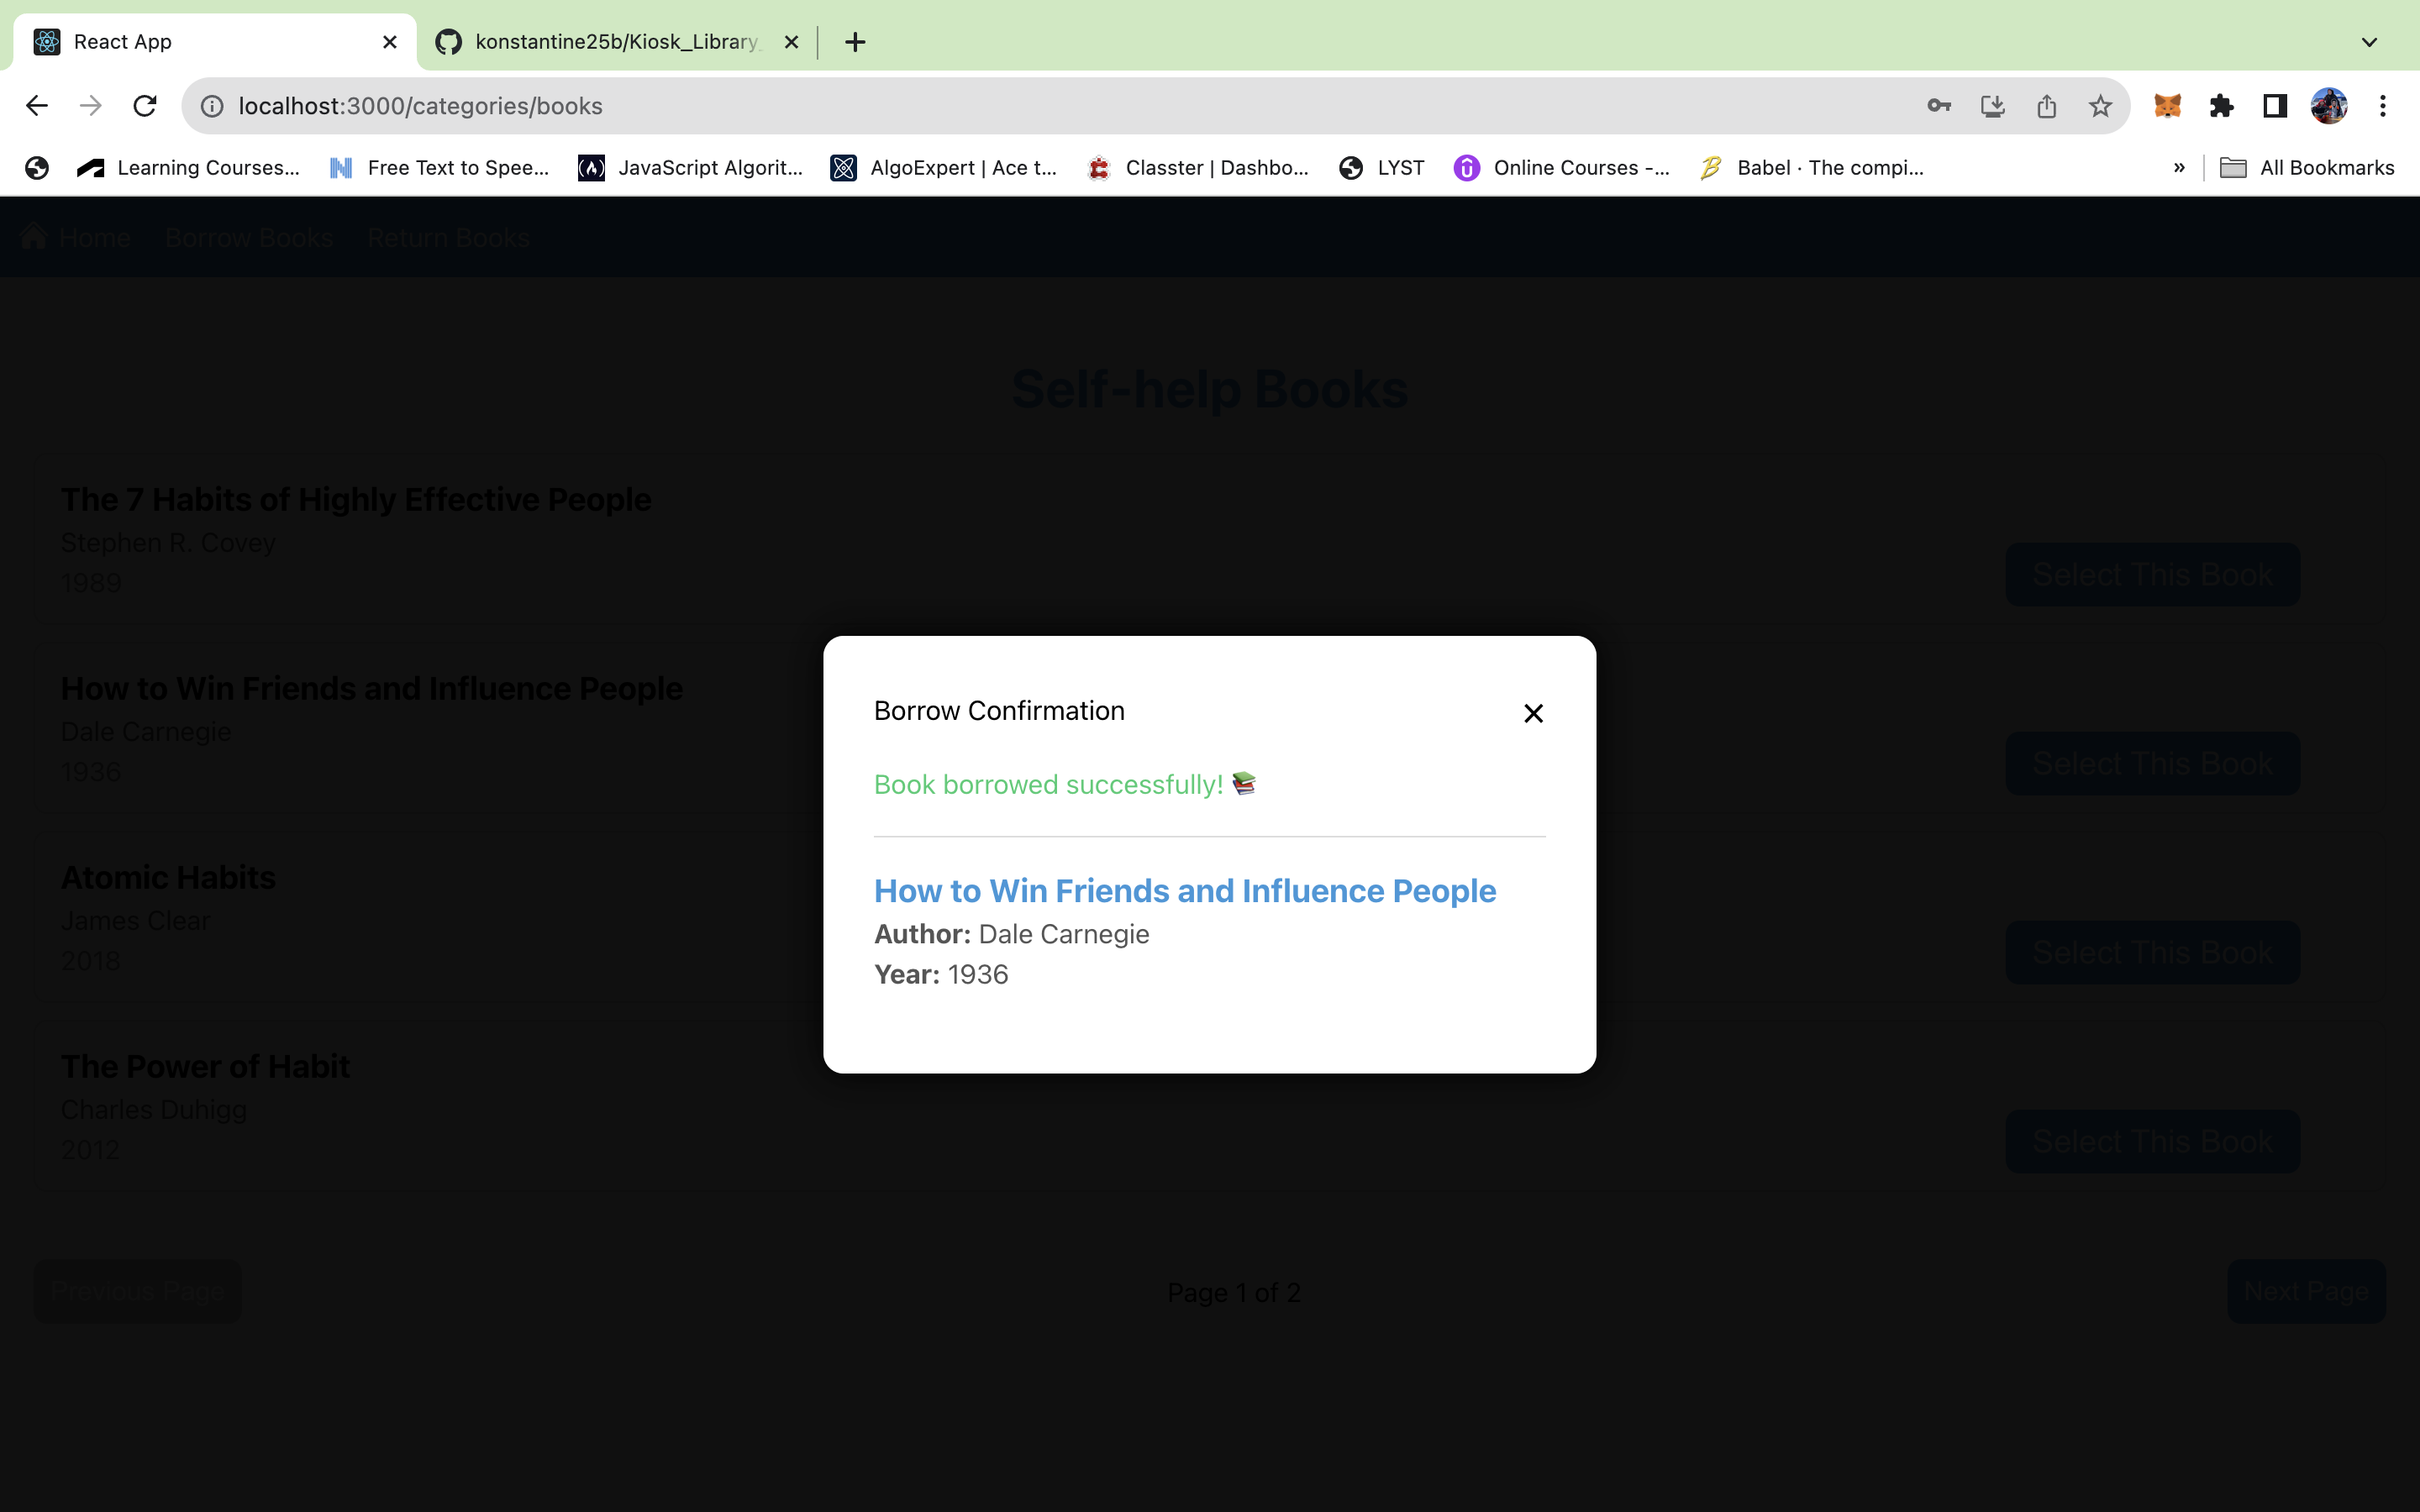 React App
konstantine25b/Kiosk_Library_
localhost:3000/categories/books
Learning Courses...
Free Text to Spee...
JavaScript Algorit...
AlgoExpert | Ace t...
Classter | Dashbo...
LYST
Online Courses -...
Babel · The compi...
»
All Bookmarks
Home
Borrow Books
Return Books
Self-help Books
The 7 Habits of Highly Effective People
Stephen R. Covey
1989
Select This Book
How to Win Friends and Influence People
Dale Carnegie
1936
Select This Book
Atomic Habits
James Clear
2018
Select This Book
The Power of Habit
Charles Duhigg
2012
Select This Book
Borrow Confirmation
Book borrowed successfully! 📚
How to Win Friends and Influence People
Author: Dale Carnegie
Year: 1936
Previous Page
Page 1 of 2
Next Page